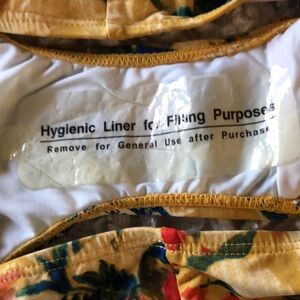 Hygienic Liner for Fitting Purposes
Remove for General Use after Purchase